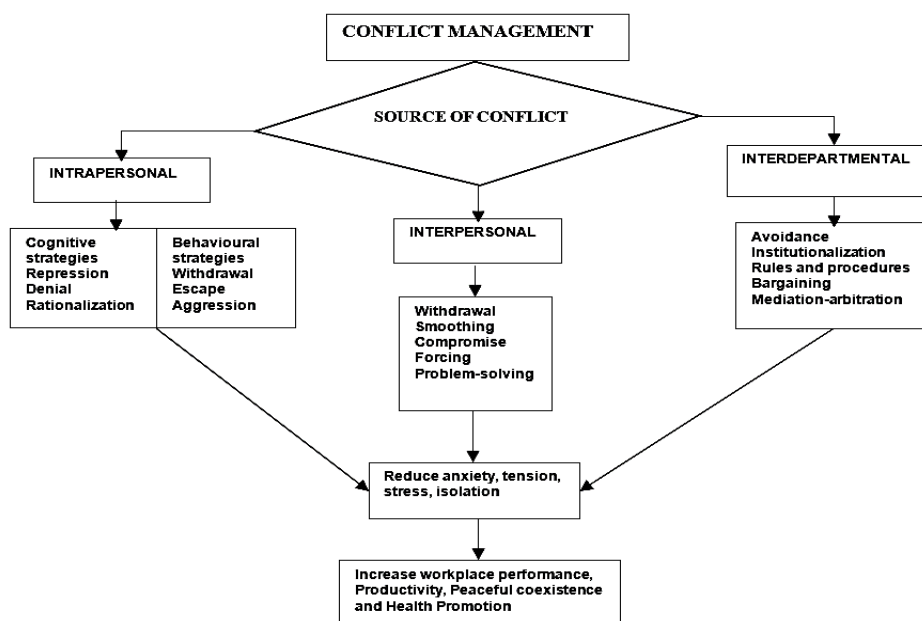 CONFLICT MANAGEMENT
SOURCE OF CONFLICT
INTRAPERSONAL
INTERDEPARTMENTAL
INTERPERSONAL
Cognitive
strategies
Repression
Denial
Rationalization
Behavioural
strategies
Withdrawal
Escape
Aggression
Withdrawal
Smoothing
Compromise
Forcing
Problem-solving
Avoidance
Institutionalization
Rules and procedures
Bargaining
Mediation-arbitration
Reduce anxiety, tension,
stress, isolation
Increase workplace performance,
Productivity, Peaceful coexistence
and Health Promotion